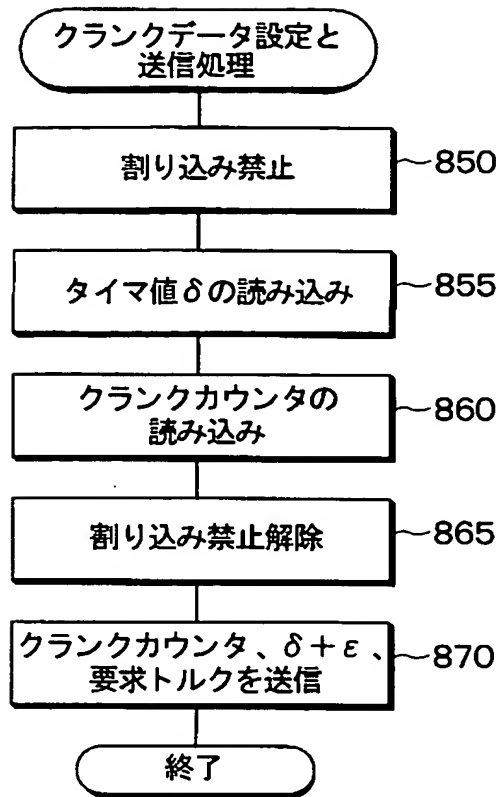 クランクデータ設定と
送信処理
割り込み禁止
850
タイマ値δの読み込み
855
クランクカウンタの
読み込み
860
割り込み禁止解除
865
クランクカウンタ、δ+ε、
要求トルクを送信
870
終了